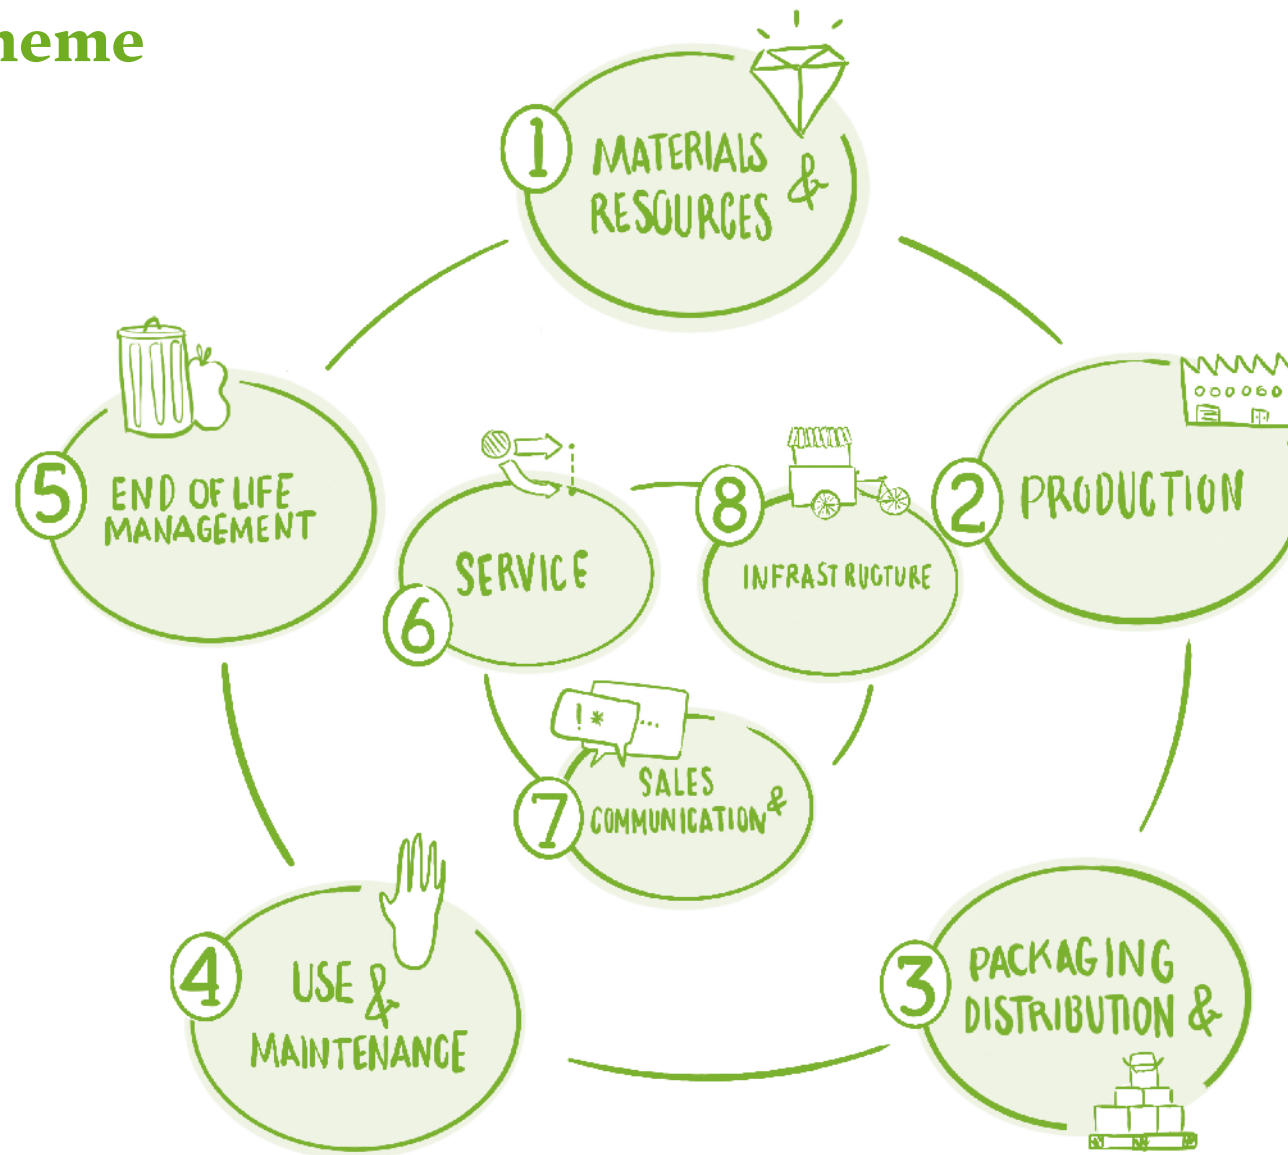 heme
1
MATERIALS &
RESOURCES
2
PRODUCTION
3
PACKAGING
DISTRIBUTION &
4
USE &
MAINTENANCE
5
END OF LIFE
MANAGEMENT
6
SERVICE
7
SALES
COMMUNICATION &
! *
...
8
INFRASTRUCTURE